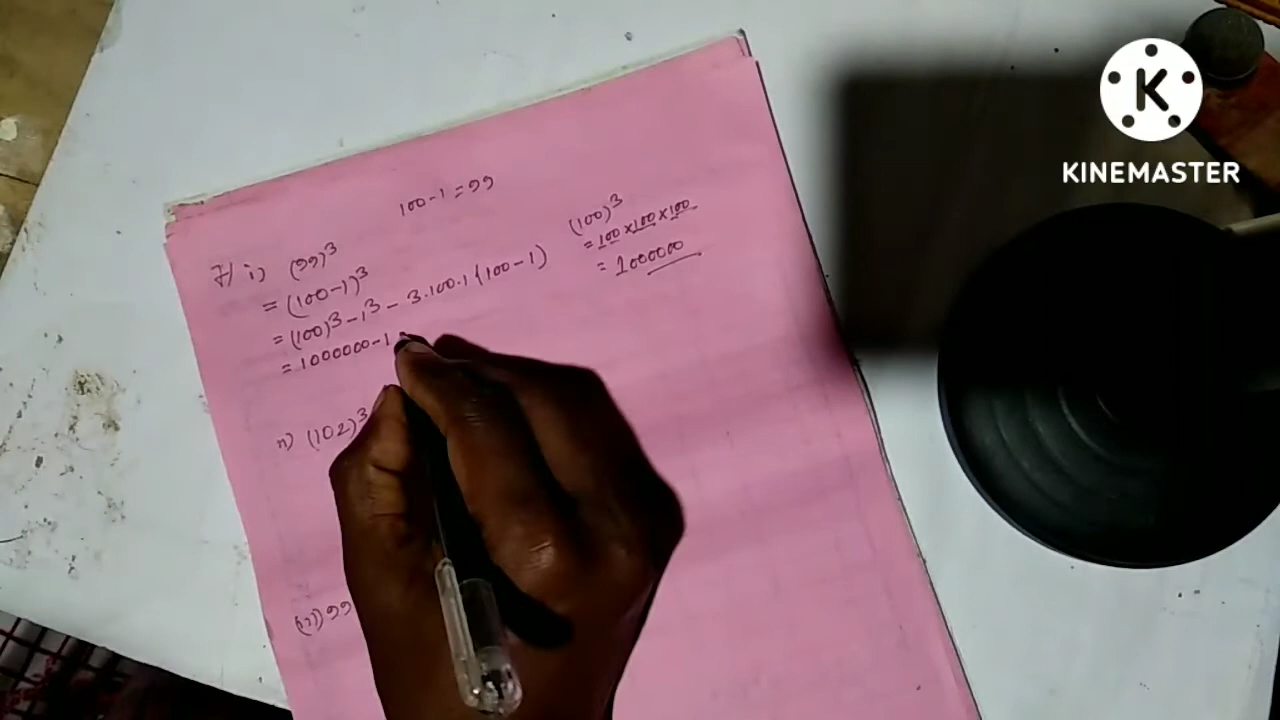 100-1=99
7/ i) (99)³
= (100-1)³
= (100)³-1³-3.100.1(100-1)
= 1000000-1
(100)³
= 100×100×100
= 1000000
ii) (102)³
(iii) 99
K
KINEMASTER